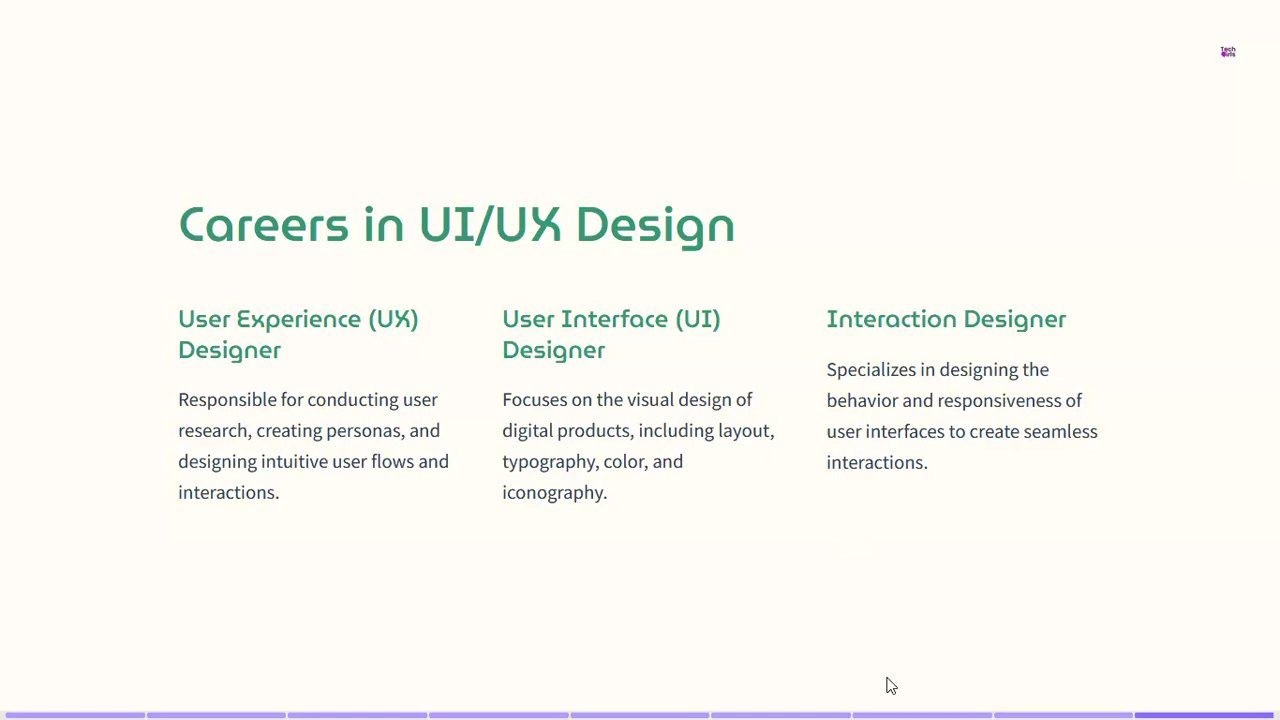 Tech
Girls
Careers in UI/UX Design
User Experience (UX)
Designer
Responsible for conducting user
research, creating personas, and
designing intuitive user flows and
interactions.
User Interface (UI)
Designer
Focuses on the visual design of
digital products, including layout,
typography, color, and
iconography.
Interaction Designer
Specializes in designing the
behavior and responsiveness of
user interfaces to create seamless
interactions.